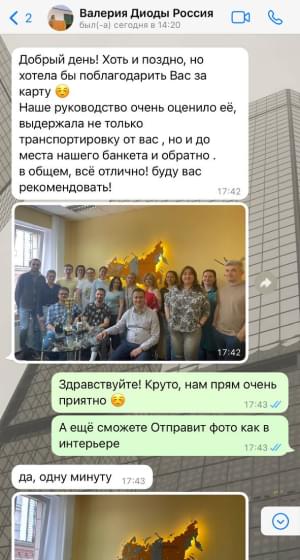 2
Валерия Диоды Россия
был(-а) сегодня в 14:20
Добрый день! Хоть и поздно, но
хотела бы поблагодарить Вас за
карту ☺️
Наше руководство очень оценило её,
выдержала не только
транспортировку от вас , но и до
места нашего банкета и обратно .
в общем, всё отлично! буду вас
рекомендовать!
17:42
17:42
Здравствуйте! Круто, нам прям очень
приятно ☺️
17:43
А ещё сможете Отправит фото как в
интерьере
17:43
да, одну минуту
17:43